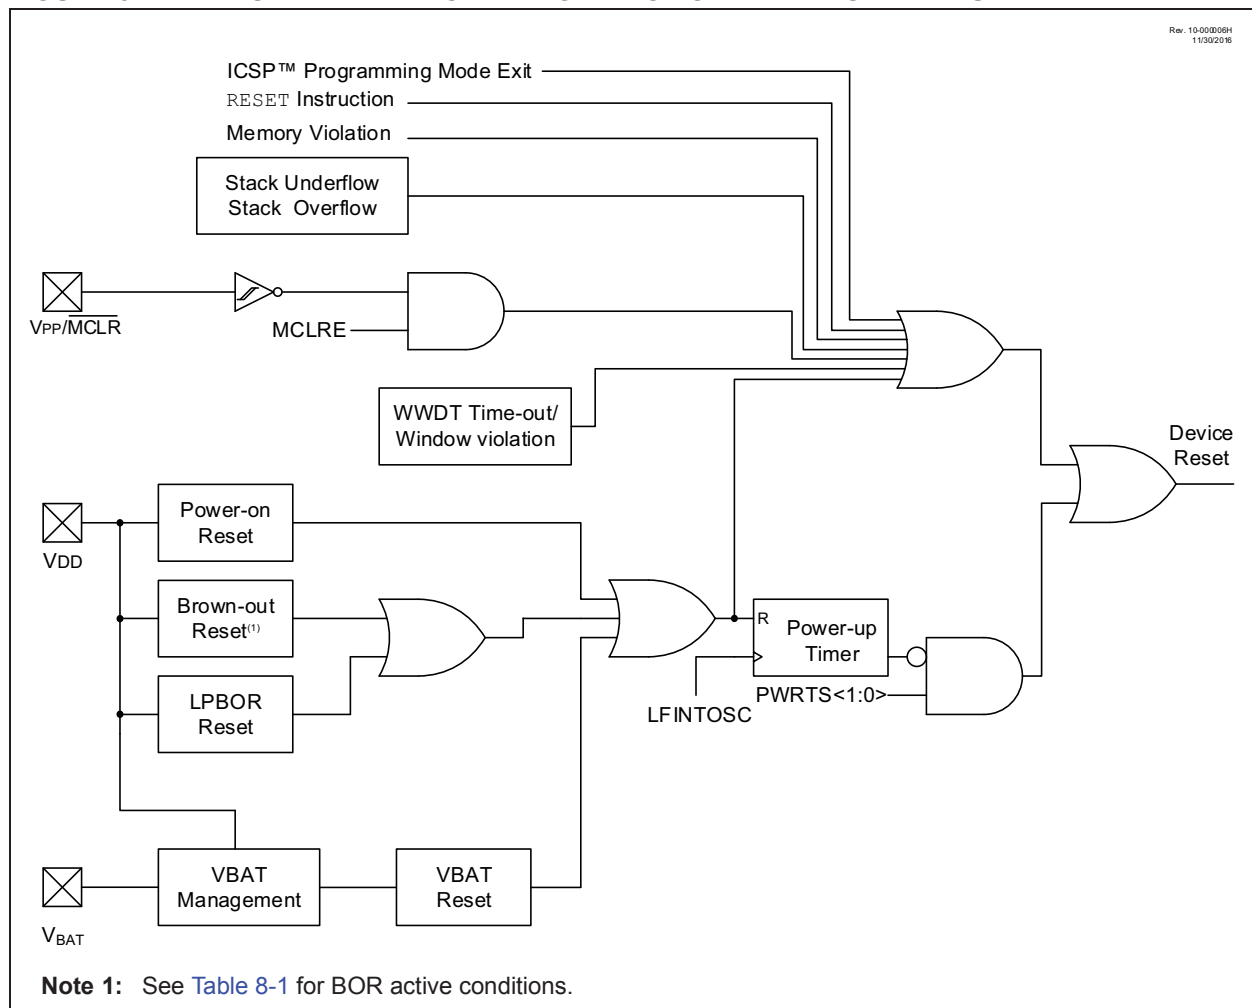 Rev. 10-000006H
11/30/2016
ICSP™ Programming Mode Exit
RESET Instruction
Memory Violation
Stack Underflow
Stack Overflow
VPP/MCLR
MCLRE
WWDT Time-out/
Window violation
Device
Reset
Power-on
Reset
VDD
Brown-out
Reset(1)
R
Power-up
Timer
LPBOR
Reset
PWRTS<1:0>
LFINTOSC
VBAT
Management
VBAT
Reset
VBAT
Note 1: See Table 8-1 for BOR active conditions.